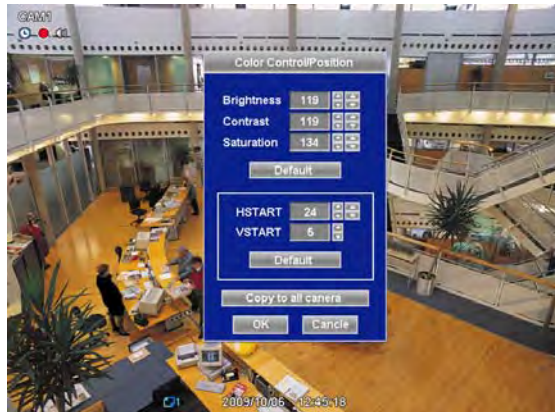 CAM1
Color Control/Position
Brightness 119
Contrast 119
Saturation 134
Default
HSTART 24
VSTART 5
Default
Copy to all canera
OK Cancle
1 2009/10/06 12:45:18